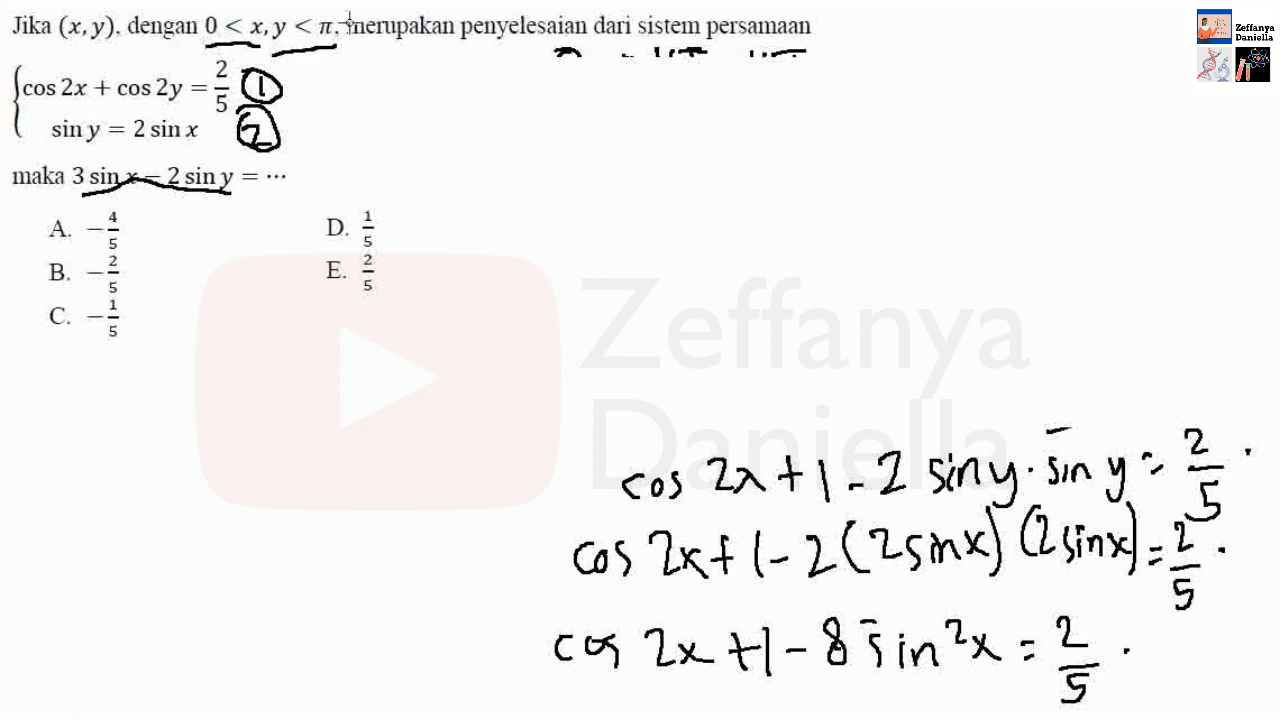 Jika (x, y), dengan 0 < x, y < π, merupakan penyelesaian dari sistem persamaan
cos 2x + cos 2y = 2/5 ①
sin y = 2 sin x ②
maka 3 sin x − 2 sin y = ⋯
A. −4/5
B. −2/5
C. −1/5
D. 1/5
E. 2/5
Zeffanya
Daniella
Zeffanya
Daniella
cos 2x + 1 - 2 sin y · sin y = 2/5 .
cos 2x + 1 - 2 (2 sin x) (2 sin x) = 2/5 .
cos 2x + 1 - 8 sin²x = 2/5 .